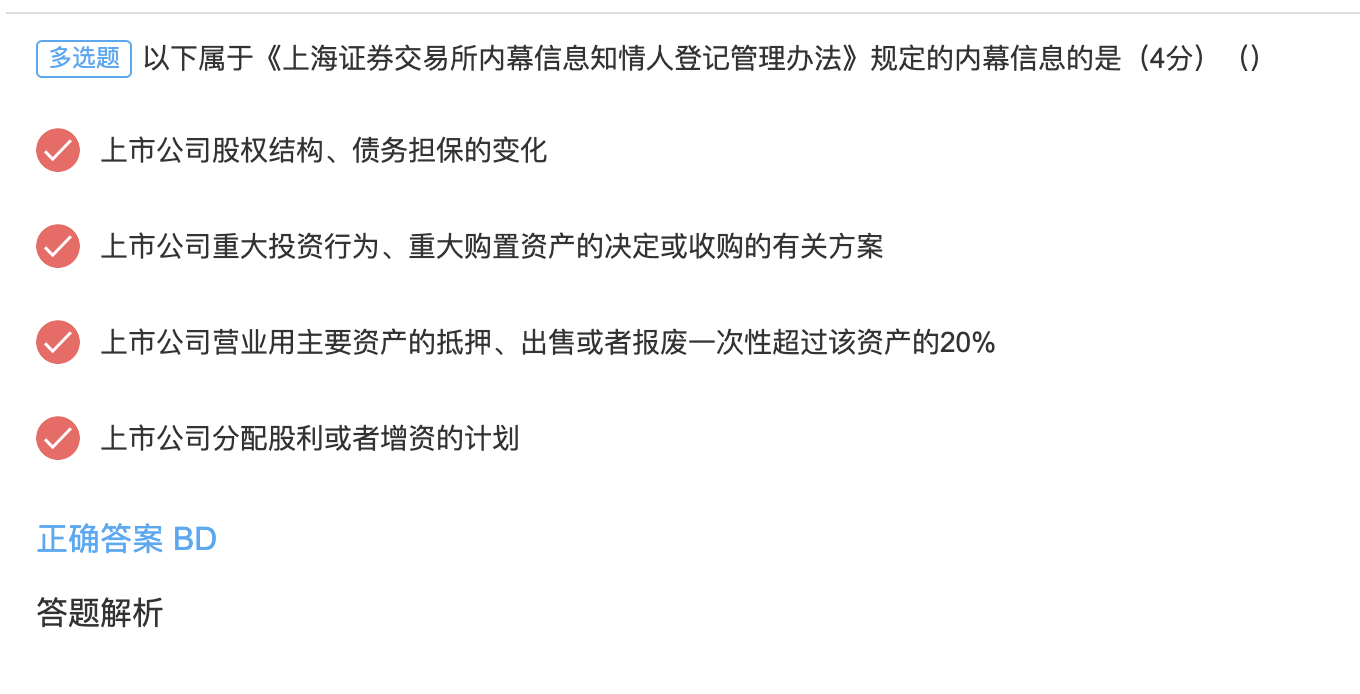 多选题 以下属于《上海证券交易所内幕信息知情人登记管理办法》规定的内幕信息的是（4分）（）
上市公司股权结构、债务担保的变化
上市公司重大投资行为、重大购置资产的决定或收购的有关方案
上市公司营业用主要资产的抵押、出售或者报废一次性超过该资产的20%
上市公司分配股利或者增资的计划
正确答案 BD
答题解析